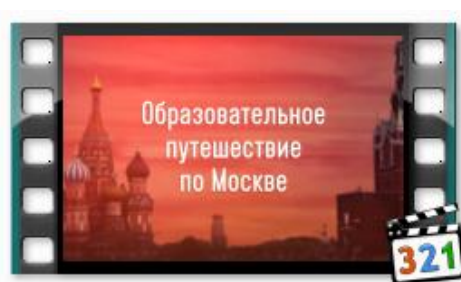 Образовательное
путешествие
по Москве
321